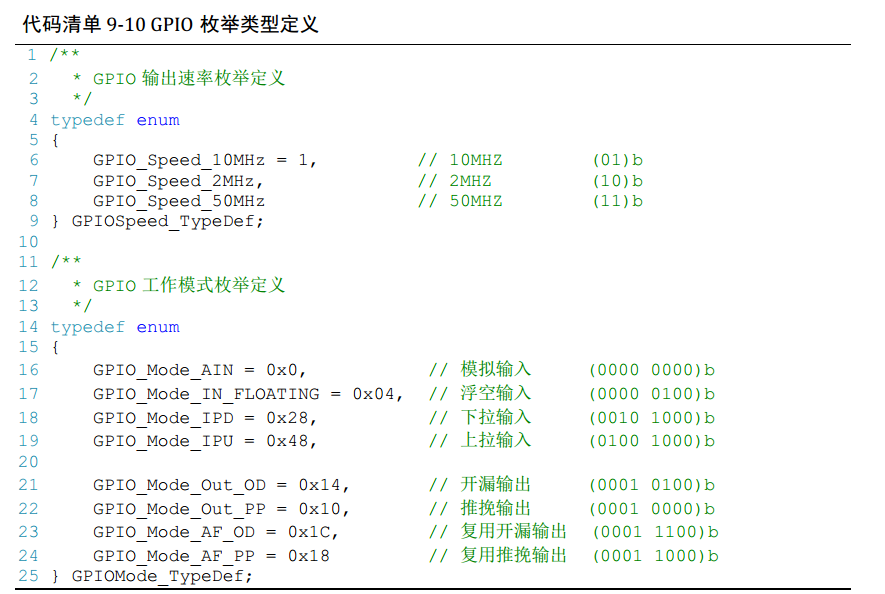 代码清单 9-10 GPIO 枚举类型定义
1 /**
2 * GPIO 输出速率枚举定义
3 */
4 typedef enum
5 {
6 GPIO_Speed_10MHz = 1, // 10MHZ (01)b
7 GPIO_Speed_2MHz, // 2MHZ (10)b
8 GPIO_Speed_50MHz // 50MHZ (11)b
9 } GPIOSpeed_TypeDef;
10
11 /**
12 * GPIO 工作模式枚举定义
13 */
14 typedef enum
15 {
16 GPIO_Mode_AIN = 0x0, // 模拟输入 (0000 0000)b
17 GPIO_Mode_IN_FLOATING = 0x04, // 浮空输入 (0000 0100)b
18 GPIO_Mode_IPD = 0x28, // 下拉输入 (0010 1000)b
19 GPIO_Mode_IPU = 0x48, // 上拉输入 (0100 1000)b
20
21 GPIO_Mode_Out_OD = 0x14, // 开漏输出 (0001 0100)b
22 GPIO_Mode_Out_PP = 0x10, // 推挽输出 (0001 0000)b
23 GPIO_Mode_AF_OD = 0x1C, // 复用开漏输出 (0001 1100)b
24 GPIO_Mode_AF_PP = 0x18 // 复用推挽输出 (0001 1000)b
25 } GPIOMode_TypeDef;